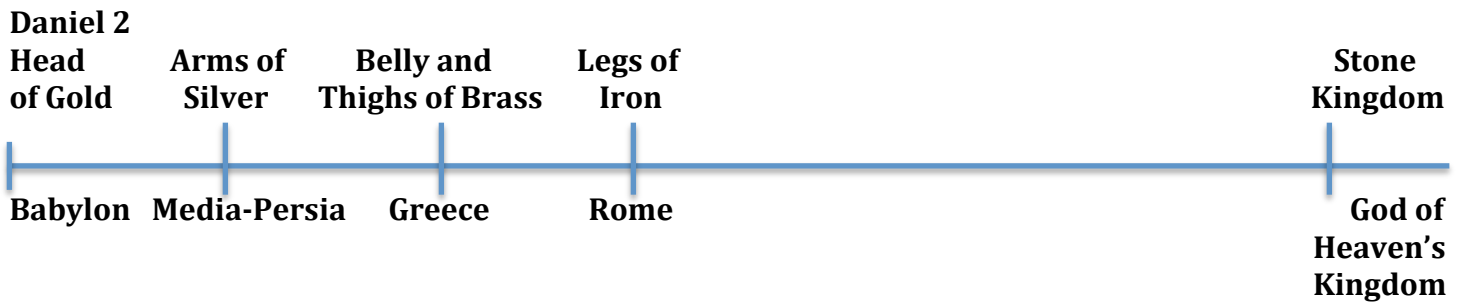 Daniel 2
Head
of Gold
Arms of
Silver
Belly and
Thighs of Brass
Legs of
Iron
Stone
Kingdom
Babylon
Media-Persia
Greece
Rome
God of
Heaven’s
Kingdom